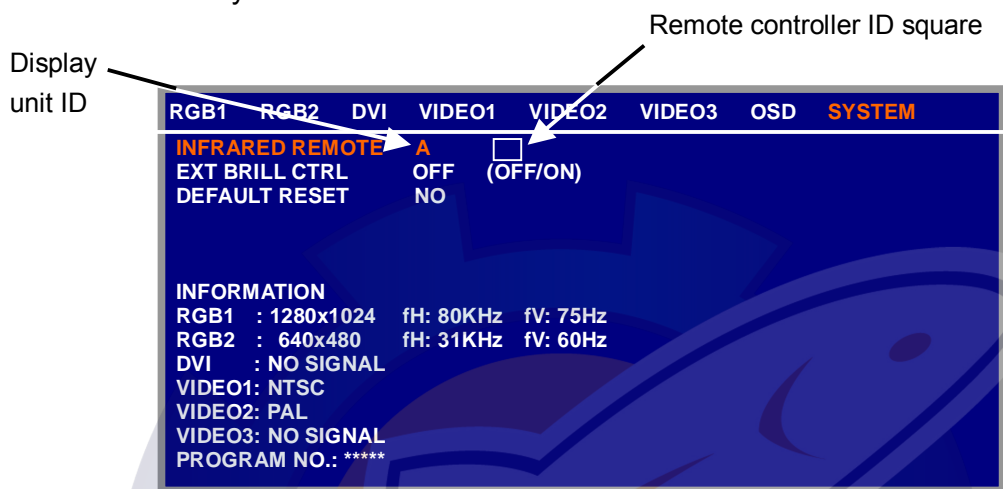 Remote controller ID square
Display
unit ID
RGB1 RGB2 DVI VIDEO1 VIDEO2 VIDEO3 OSD SYSTEM
INFRARED REMOTE A
EXT BRILL CTRL OFF (OFF/ON)
DEFAULT RESET NO
INFORMATION
RGB1 : 1280x1024 fH: 80KHz fV: 75Hz
RGB2 : 640x480 fH: 31KHz fV: 60Hz
DVI : NO SIGNAL
VIDEO1: NTSC
VIDEO2: PAL
VIDEO3: NO SIGNAL
PROGRAM NO.: *****